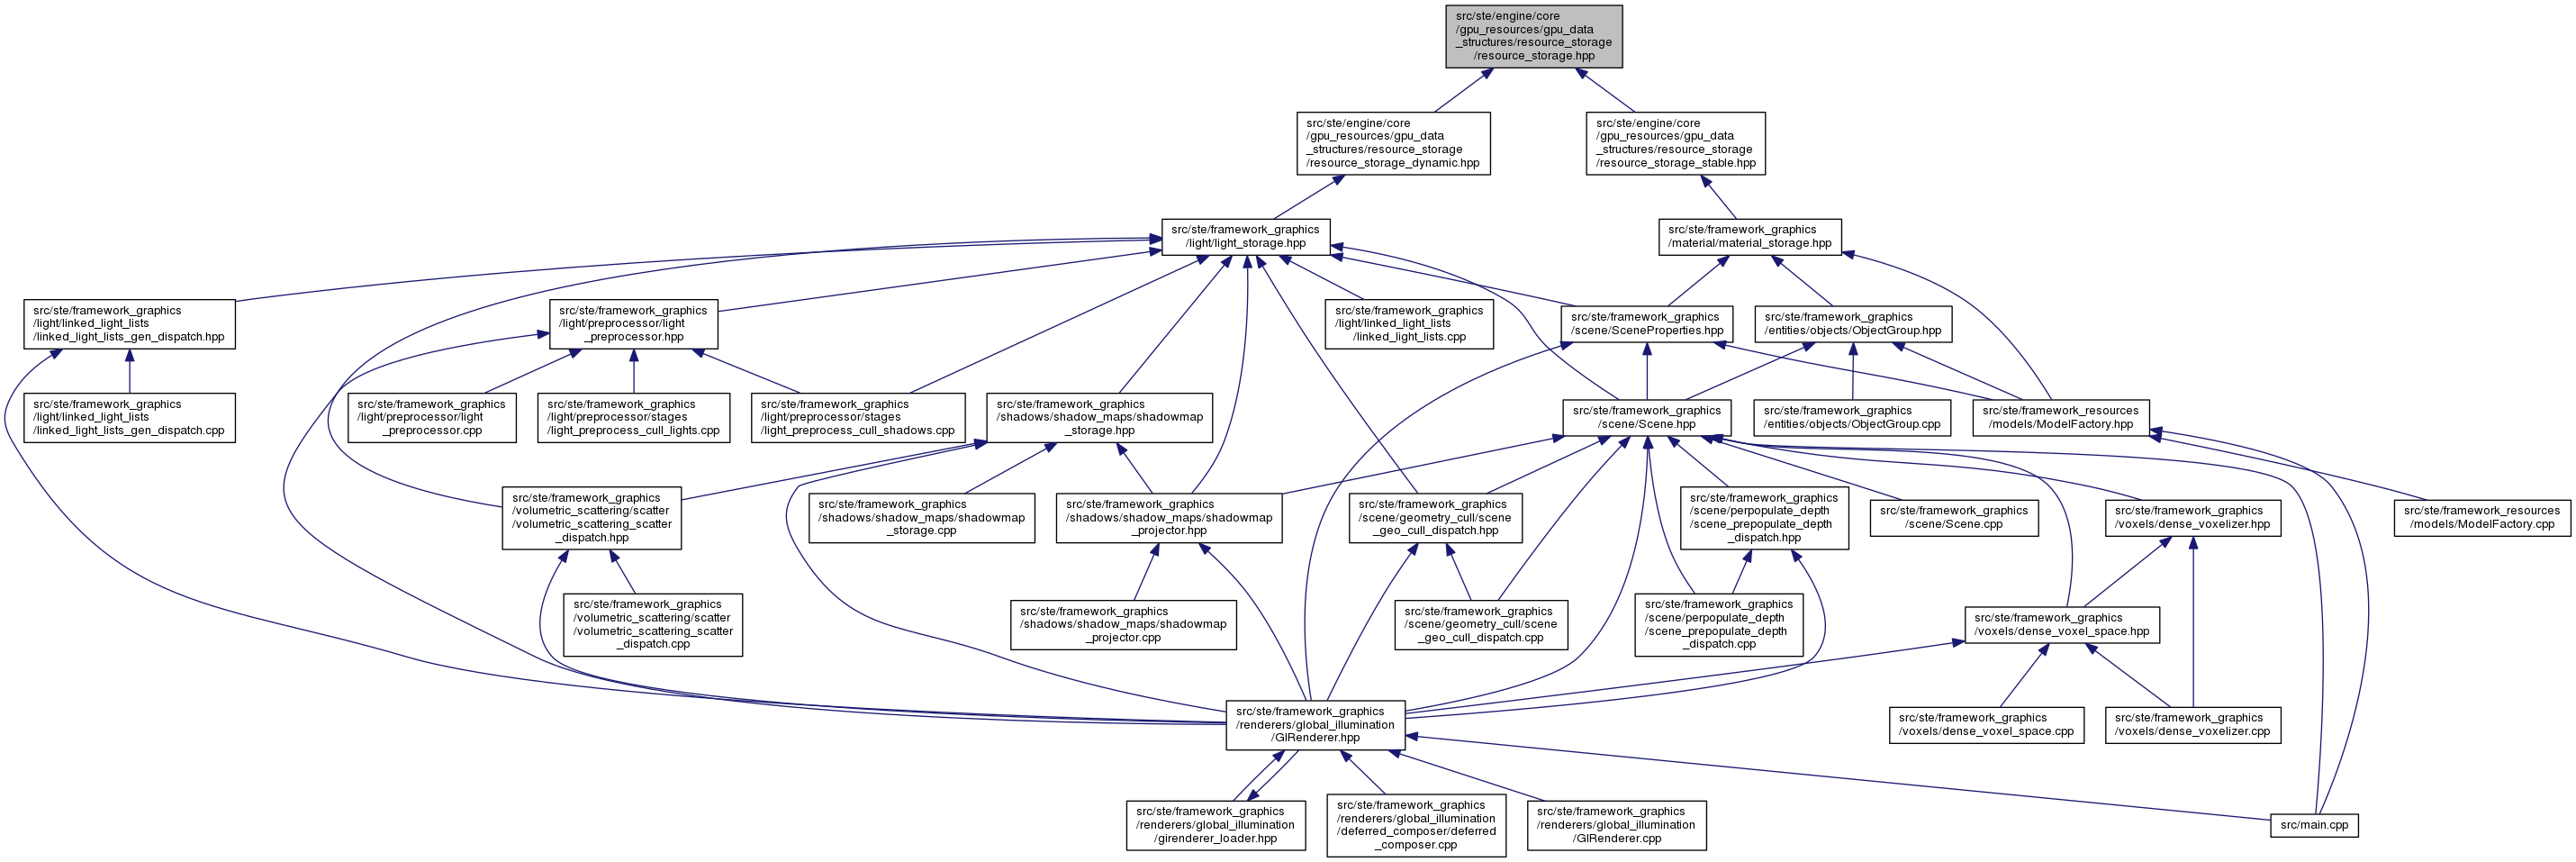 src/ste/engine/core
/gpu_resources/gpu_data
_structures/resource_storage
/resource_storage.hpp
src/ste/engine/core
/gpu_resources/gpu_data
_structures/resource_storage
/resource_storage_dynamic.hpp
src/ste/engine/core
/gpu_resources/gpu_data
_structures/resource_storage
/resource_storage_stable.hpp
src/ste/framework_graphics
/light/light_storage.hpp
src/ste/framework_graphics
/material/material_storage.hpp
src/ste/framework_graphics
/light/linked_light_lists
/linked_light_lists_gen_dispatch.hpp
src/ste/framework_graphics
/light/preprocessor/light
_preprocessor.hpp
src/ste/framework_graphics
/light/linked_light_lists
/linked_light_lists.cpp
src/ste/framework_graphics
/scene/SceneProperties.hpp
src/ste/framework_graphics
/entities/objects/ObjectGroup.hpp
src/ste/framework_graphics
/light/linked_light_lists
/linked_light_lists_gen_dispatch.cpp
src/ste/framework_graphics
/light/preprocessor/light
_preprocessor.cpp
src/ste/framework_graphics
/light/preprocessor/stages
/light_preprocess_cull_lights.cpp
src/ste/framework_graphics
/light/preprocessor/stages
/light_preprocess_cull_shadows.cpp
src/ste/framework_graphics
/shadows/shadow_maps/shadowmap
_storage.hpp
src/ste/framework_graphics
/scene/Scene.hpp
src/ste/framework_graphics
/entities/objects/ObjectGroup.cpp
src/ste/framework_resources
/models/ModelFactory.hpp
src/ste/framework_graphics
/volumetric_scattering/scatter
/volumetric_scattering_scatter
_dispatch.hpp
src/ste/framework_graphics
/shadows/shadow_maps/shadowmap
_storage.cpp
src/ste/framework_graphics
/shadows/shadow_maps/shadowmap
_projector.hpp
src/ste/framework_graphics
/scene/geometry_cull/scene
_geo_cull_dispatch.hpp
src/ste/framework_graphics
/scene/perpopulate_depth
/scene_prepopulate_depth
_dispatch.hpp
src/ste/framework_graphics
/scene/Scene.cpp
src/ste/framework_graphics
/voxels/dense_voxelizer.hpp
src/ste/framework_resources
/models/ModelFactory.cpp
src/ste/framework_graphics
/volumetric_scattering/scatter
/volumetric_scattering_scatter
_dispatch.cpp
src/ste/framework_graphics
/shadows/shadow_maps/shadowmap
_projector.cpp
src/ste/framework_graphics
/scene/geometry_cull/scene
_geo_cull_dispatch.cpp
src/ste/framework_graphics
/scene/perpopulate_depth
/scene_prepopulate_depth
_dispatch.cpp
src/ste/framework_graphics
/voxels/dense_voxel_space.hpp
src/ste/framework_graphics
/renderers/global_illumination
/GIRenderer.hpp
src/ste/framework_graphics
/voxels/dense_voxel_space.cpp
src/ste/framework_graphics
/voxels/dense_voxelizer.cpp
src/ste/framework_graphics
/renderers/global_illumination
/girenderer_loader.hpp
src/ste/framework_graphics
/renderers/global_illumination
/deferred_composer/deferred
_composer.cpp
src/ste/framework_graphics
/renderers/global_illumination
/GIRenderer.cpp
src/main.cpp